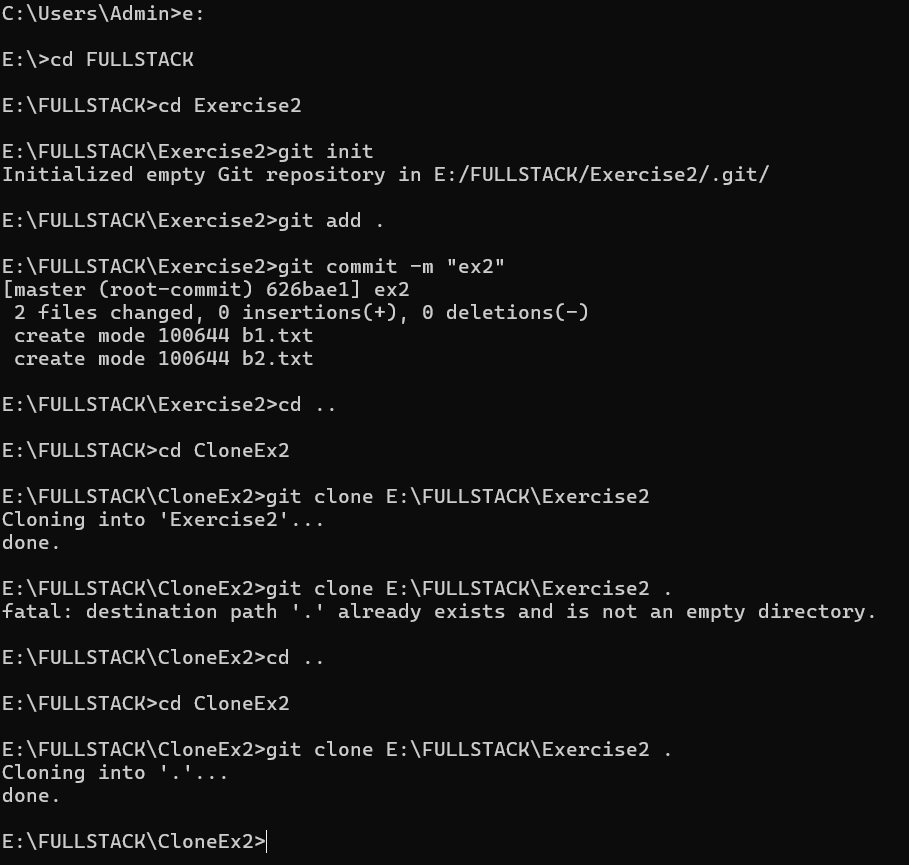 C:\Users\Admin>e:
E:\>cd FULLSTACK
E:\FULLSTACK>cd Exercise2
E:\FULLSTACK\Exercise2>git init
Initialized empty Git repository in E:/FULLSTACK/Exercise2/.git/
E:\FULLSTACK\Exercise2>git add .
E:\FULLSTACK\Exercise2>git commit -m "ex2"
[master (root-commit) 626bae1] ex2
 2 files changed, 0 insertions(+), 0 deletions(-)
 create mode 100644 b1.txt
 create mode 100644 b2.txt
E:\FULLSTACK\Exercise2>cd ..
E:\FULLSTACK>cd CloneEx2
E:\FULLSTACK\CloneEx2>git clone E:\FULLSTACK\Exercise2
Cloning into 'Exercise2'...
done.
E:\FULLSTACK\CloneEx2>git clone E:\FULLSTACK\Exercise2 .
fatal: destination path '.' already exists and is not an empty directory.
E:\FULLSTACK\CloneEx2>cd ..
E:\FULLSTACK>cd CloneEx2
E:\FULLSTACK\CloneEx2>git clone E:\FULLSTACK\Exercise2 .
Cloning into '.'...
done.
E:\FULLSTACK\CloneEx2>